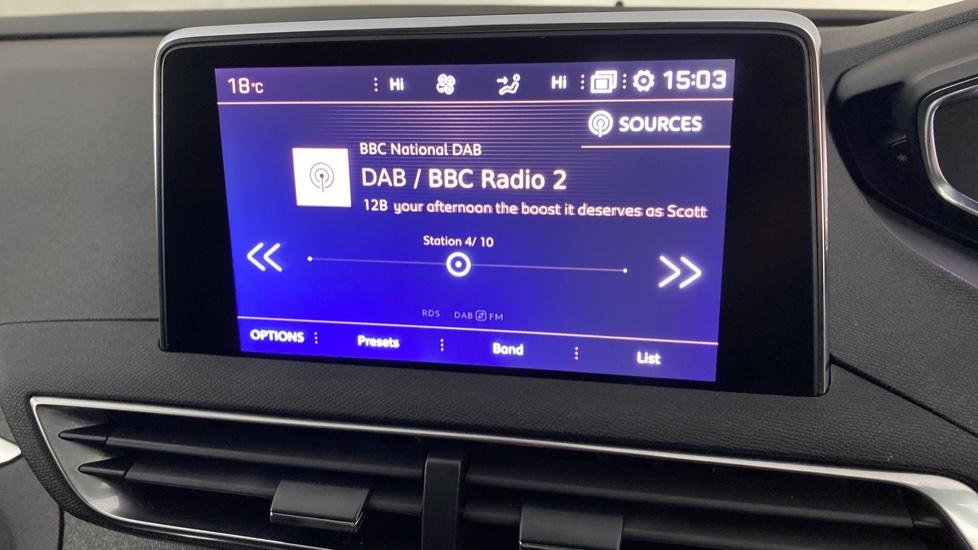 18°C Hi Hi 15:03
SOURCES
BBC National DAB
DAB / BBC Radio 2
12B your afternoon the boost it deserves as Scott
Station 4/ 10
RDS DAB FM
OPTIONS Presets Band List